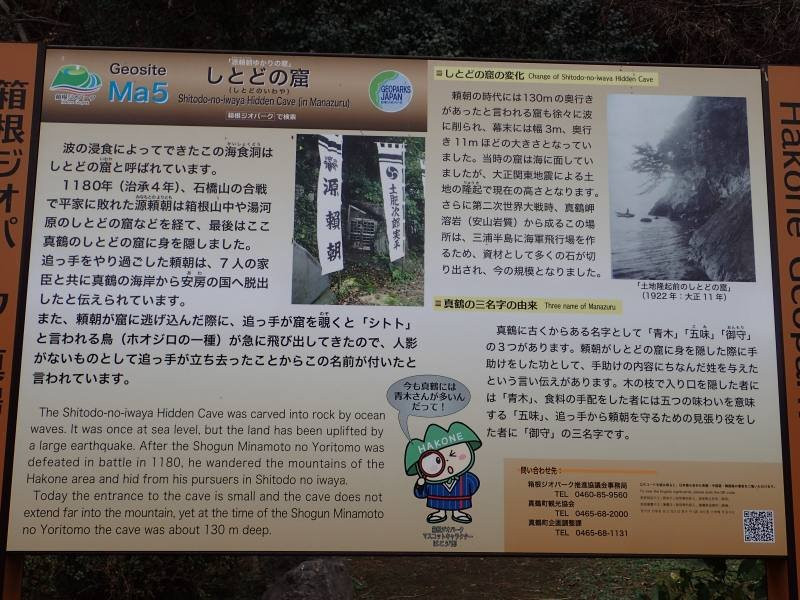 箱根ジオパ
Hakone Geo
箱根ジオパーク
Geosite
Ma5
「源頼朝ゆかりの窟」
しとどの窟
(しとどのいわや)
Shitodo-no-iwaya Hidden Cave (in Manazuru)
箱根ジオパーク で検索
GEOPARKS
JAPAN
波の浸食によってできたこの海食洞は
しとどの窟と呼ばれています。
1180年（治承4年）、石橋山の合戦
で平家に敗れた源頼朝は箱根山中や湯河
原のしとどの窟などを経て、最後はここ
真鶴のしとどの窟に身を隠しました。
追っ手をやり過ごした頼朝は、7人の家
臣と共に真鶴の海岸から安房の国へ脱出
したと伝えられています。
また、頼朝が窟に逃げ込んだ際に、追っ手が窟を覗くと「シトト」
と言われる鳥（ホオジロの一種）が急に飛び出してきたので、人影
がないものとして追っ手が立ち去ったことからこの名前が付いたと
言われています。
源頼朝
土肥次郎実平
The Shitodo-no-iwaya Hidden Cave was carved into rock by ocean
waves. It was once at sea level, but the land has been uplifted by
a large earthquake. After the Shogun Minamoto no Yoritomo was
defeated in battle in 1180, he wandered the mountains of the
Hakone area and hid from his pursuers in Shitodo no iwaya.
Today the entrance to the cave is small and the cave does not
extend far into the mountain, yet at the time of the Shogun Minamoto
no Yoritomo the cave was about 130 m deep.
しとどの窟の変化 Change of Shitodo-no-iwaya Hidden Cave
頼朝の時代には130mの奥行き
があったと言われる窟も徐々に波
に削られ、幕末には幅3m、奥行
き11mほどの大きさとなってい
ました。当時の窟は海に面してい
ましたが、大正関東地震による土
地の隆起で現在の高さとなります。
さらに第二次世界大戦時、真鶴岬
溶岩（安山岩質）から成るこの場
所は、三浦半島に海軍飛行場を作
るため、資材として多くの石が切
り出され、今の規模となりました。
「土地隆起前のしとどの窟」
（1922年：大正11年）
真鶴の三名字の由来 Three name of Manazuru
真鶴に古くからある名字として「青木」「五味」「御守」
の3つがあります。頼朝がしとどの窟に身を隠した際に手
助けをした功として、手助けの内容にちなんだ姓を与えた
という言い伝えがあります。木の枝で入り口を隠した者に
は「青木」、食料の手配をした者には五つの味わいを意味
する「五味」、追っ手から頼朝を守るための見張り役をし
た者に「御守」の三名字です。
今も真鶴には
青木さんが多いん
だって！
HAKONE
箱根ジオパーク
マスコットキャラクター
問い合わせ先：
箱根ジオパーク推進協議会事務局
TEL 0460-85-9560
真鶴町観光協会
TEL 0465-68-2000
真鶴町企画調整課
TEL 0465-68-1131